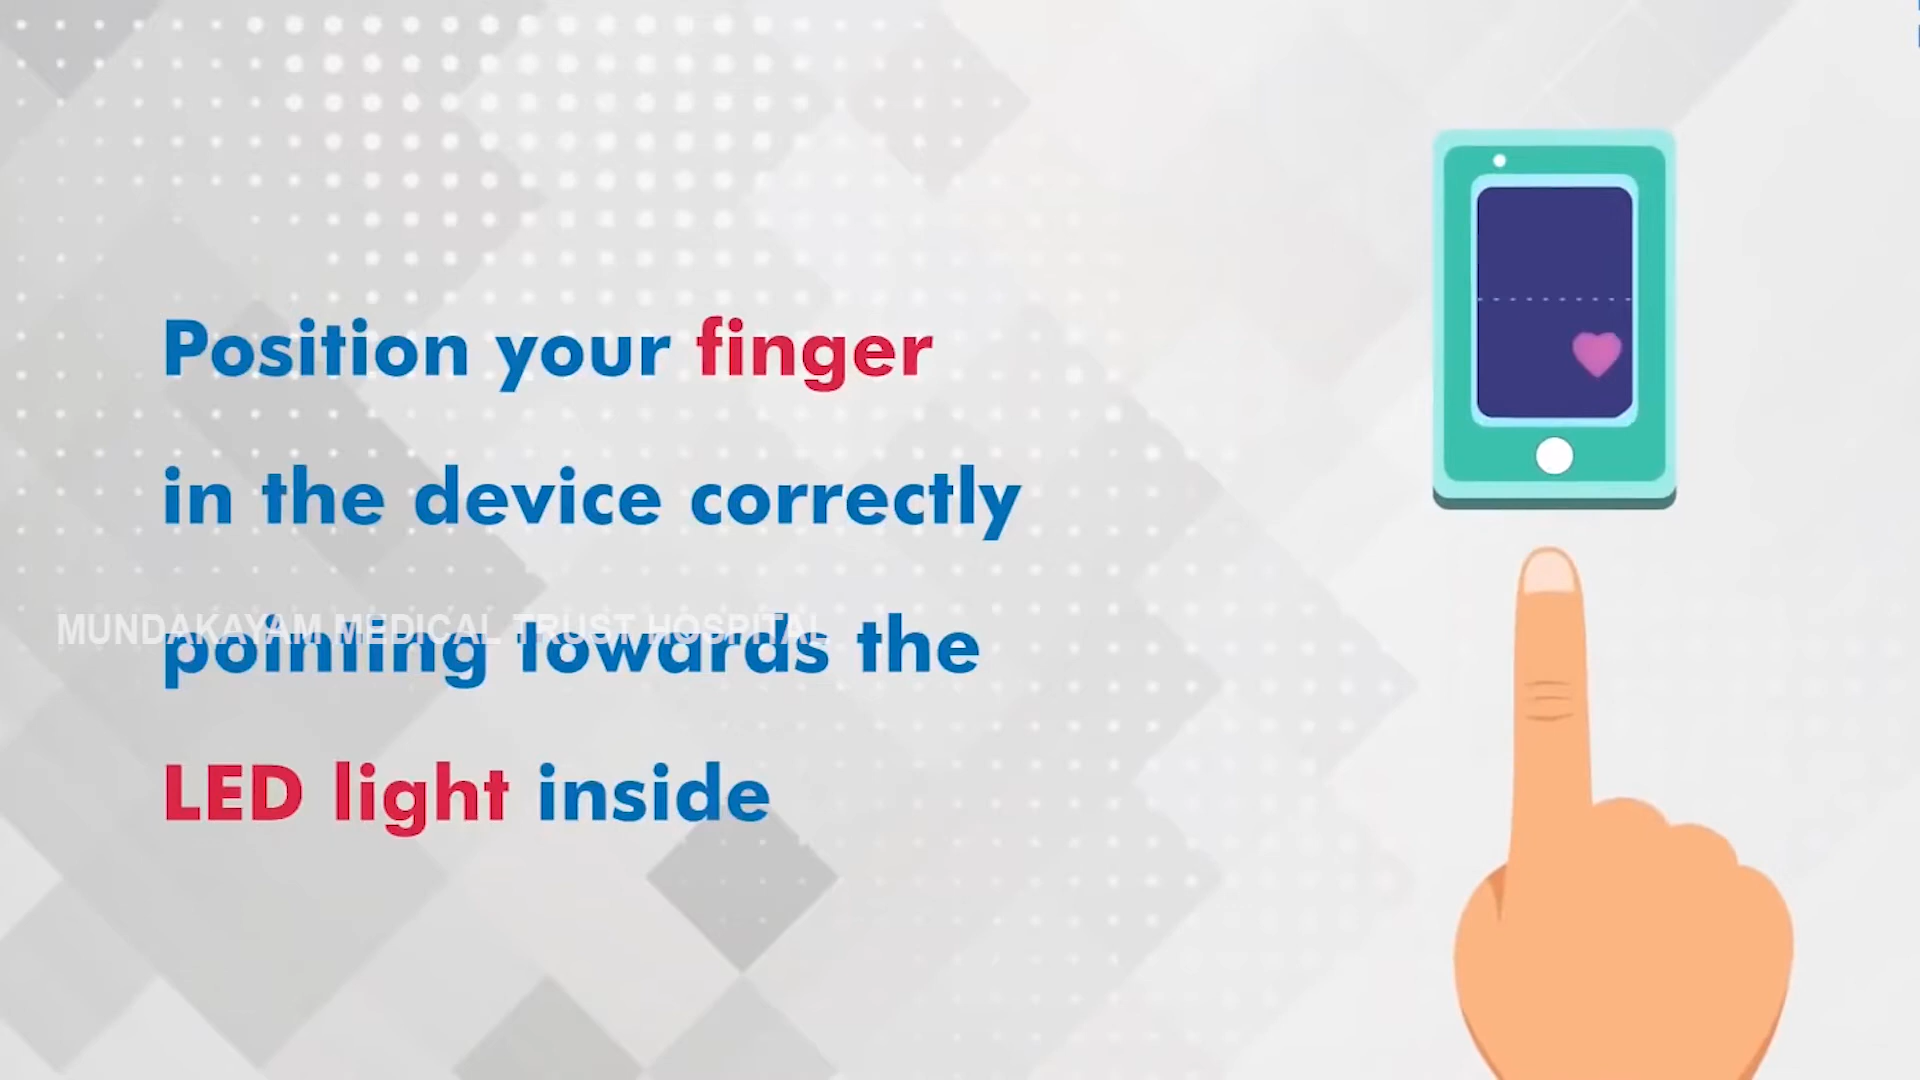 Position your finger
in the device correctly
MUNDAKAYAM MEDICAL TRUST HOSPITAL
pointing towards the
LED light inside